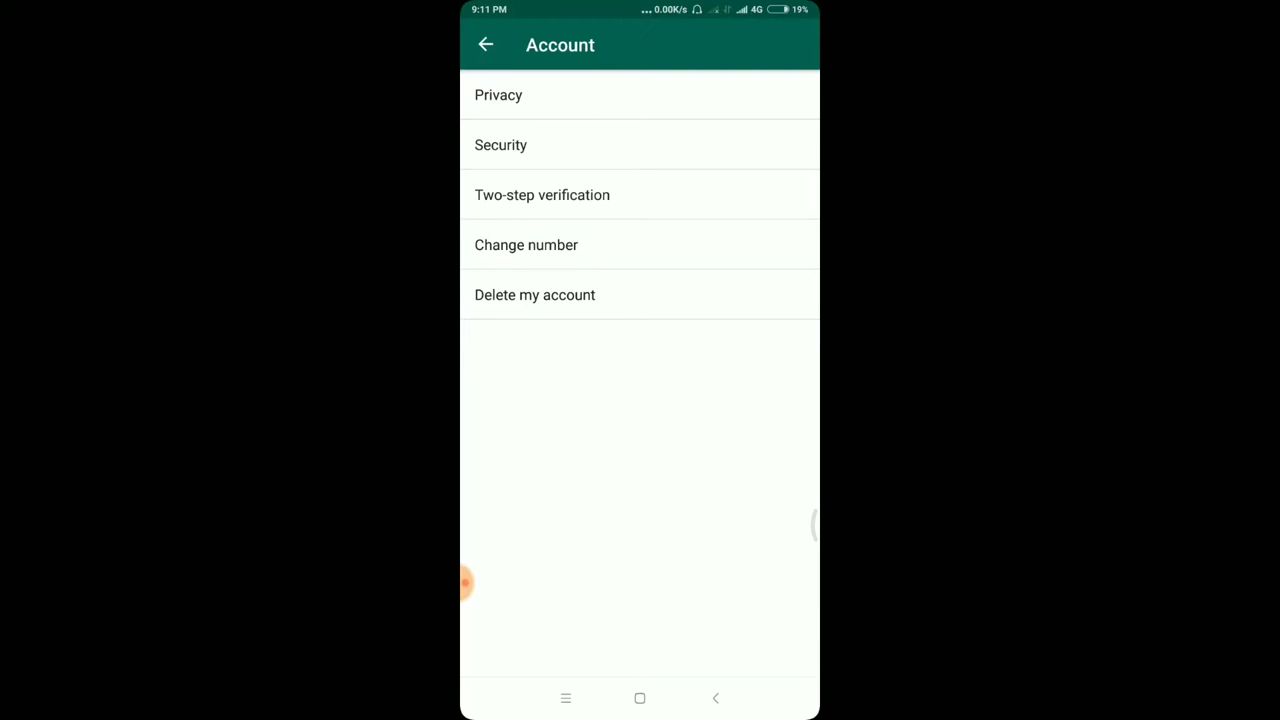 9:11 PM ... 0.00K/s 4G 19%
Account
Privacy
Security
Two-step verification
Change number
Delete my account